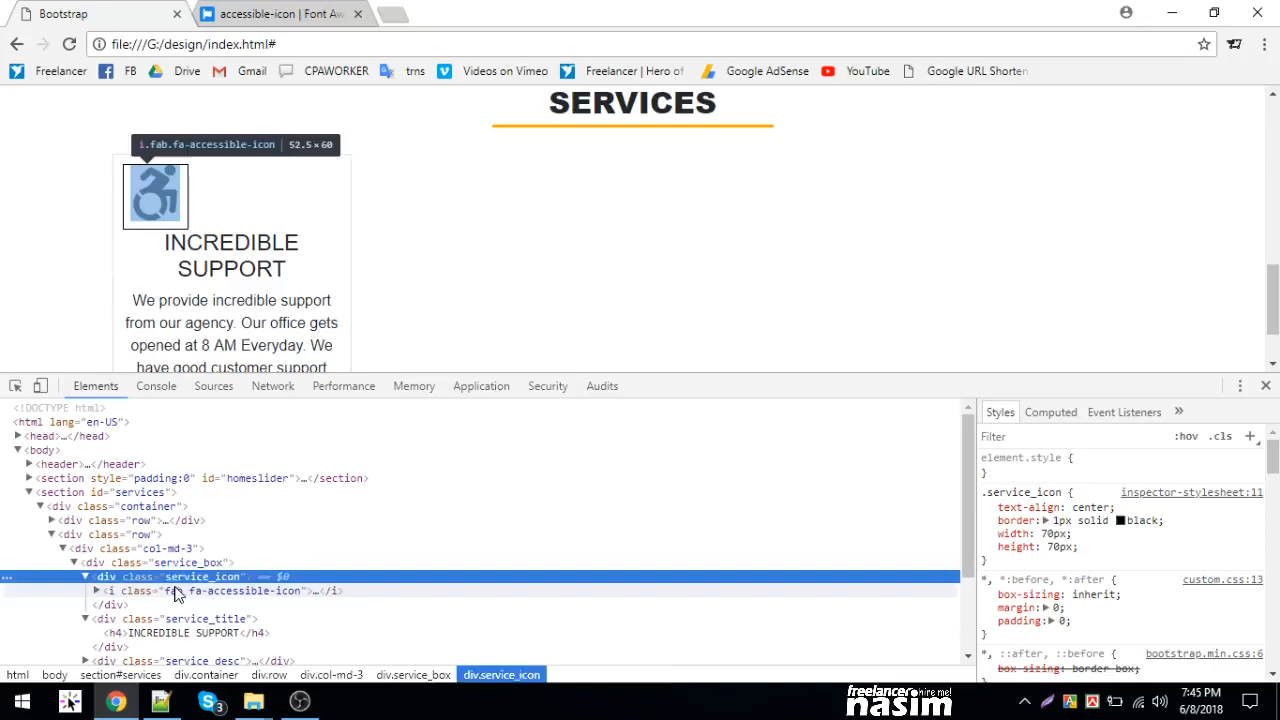 Bootstrap
accessible-icon | Font Aw
file:///G:/design/index.html#
Freelancer
FB
Drive
Gmail
CPAWORKER
trns
Videos on Vimeo
Freelancer | Hero of
Google AdSense
YouTube
Google URL Shorten
SERVICES
i.fab.fa-accessible-icon | 52.5 × 60
INCREDIBLE
SUPPORT
We provide incredible support
from our agency. Our office gets
opened at 8 AM Everyday. We
have good customer support
Elements
Console
Sources
Network
Performance
Memory
Application
Security
Audits
<!DOCTYPE html>
<html lang="en-US">
<head>…</head>
<body>
<header>…</header>
<section style="padding:0" id="homeslider">…</section>
<section id="services">
<div class="container">
<div class="row">…</div>
<div class="row">
<div class="col-md-3">
<div class="service_box">
… <div class="service_icon"> == $0
<i class="fab fa-accessible-icon">…</i>
</div>
<div class="service_title">
<h4>INCREDIBLE SUPPORT</h4>
</div>
<div class="service_desc">…</div>
html body section#services div.container div.row div.col-md-3 div.service_box div.service_icon
Styles Computed Event Listeners »
Filter :hov .cls +
element.style {
}
.service_icon { inspector-stylesheet:11
text-align: center;
border: 1px solid black;
width: 70px;
height: 70px;
}
*, *:before, *:after { custom.css:13
box-sizing: inherit;
margin: 0;
padding: 0;
}
*, ::after, ::before { bootstrap.min.css:6
box-sizing: border-box;
3
freelancer hire me!
nasim
7:45 PM
6/8/2018